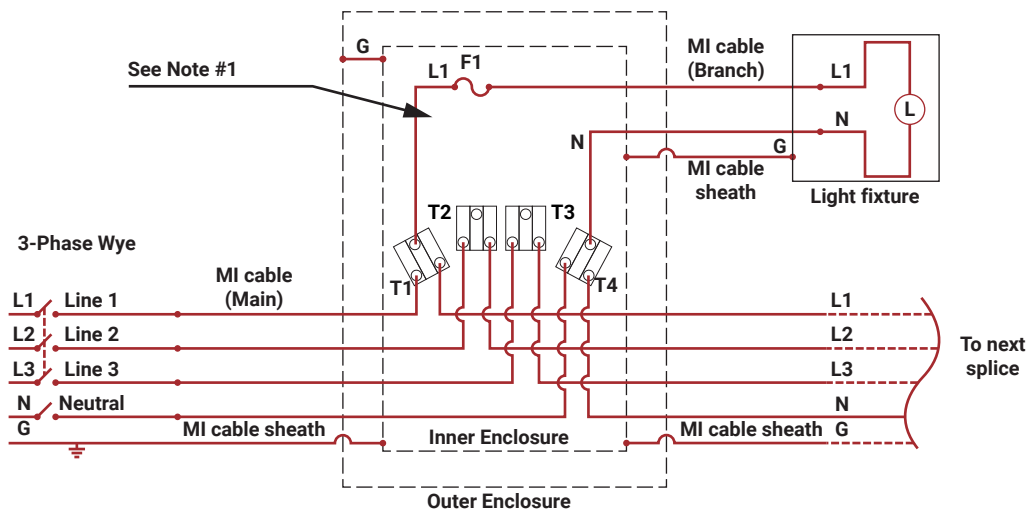 G
See Note #1
L1
F1
MI cable
(Branch)
L1
L
N
N
G
MI cable
sheath
Light fixture
T2
T3
3-Phase Wye
MI cable
(Main)
T1
T4
L1
Line 1
L1
L2
Line 2
L2
To next
splice
L3
Line 3
L3
N
Neutral
N
G
MI cable sheath
Inner Enclosure
MI cable sheath
G
Outer Enclosure